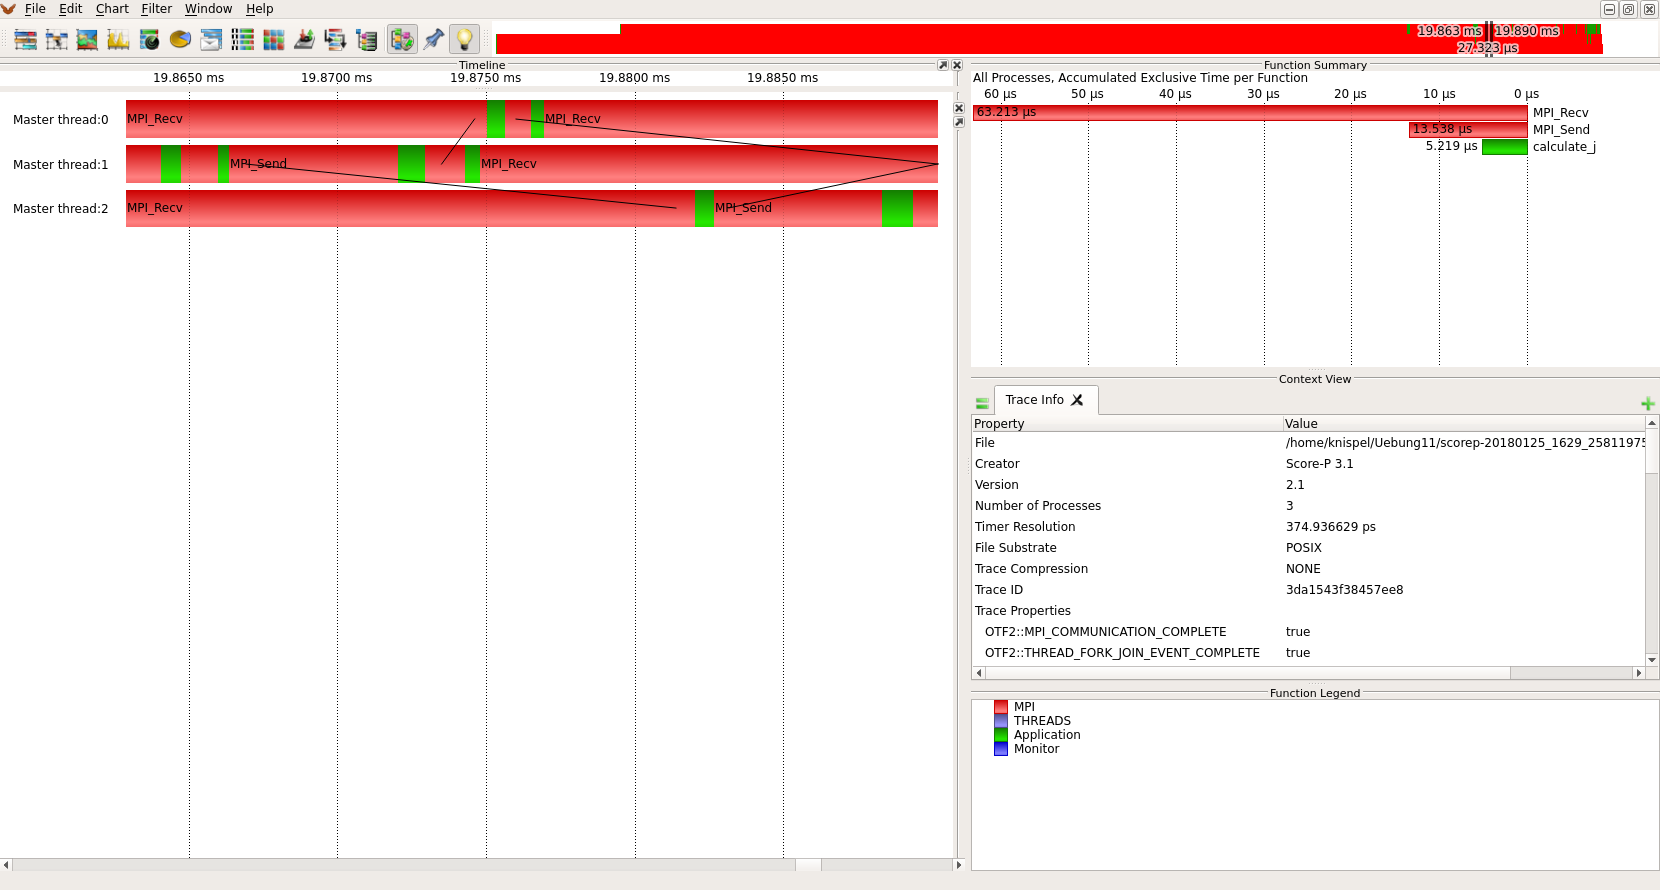 File Edit Chart Filter Window Help
19.863 ms 19.890 ms
27.323 µs
Timeline
19.8650 ms 19.8700 ms 19.8750 ms 19.8800 ms 19.8850 ms
Master thread:0 MPI_Recv MPI_Recv
Master thread:1 MPI_Send MPI_Recv
Master thread:2 MPI_Recv MPI_Send
Function Summary
All Processes, Accumulated Exclusive Time per Function
60 µs 50 µs 40 µs 30 µs 20 µs 10 µs 0 µs
63.213 µs MPI_Recv
13.538 µs MPI_Send
5.219 µs calculate_j
Context View
Trace Info
Property Value
File /home/knispel/Uebung11/scorep-20180125_1629_25811975
Creator Score-P 3.1
Version 2.1
Number of Processes 3
Timer Resolution 374.936629 ps
File Substrate POSIX
Trace Compression NONE
Trace ID 3da1543f38457ee8
Trace Properties
OTF2::MPI_COMMUNICATION_COMPLETE true
OTF2::THREAD_FORK_JOIN_EVENT_COMPLETE true
Function Legend
MPI
THREADS
Application
Monitor